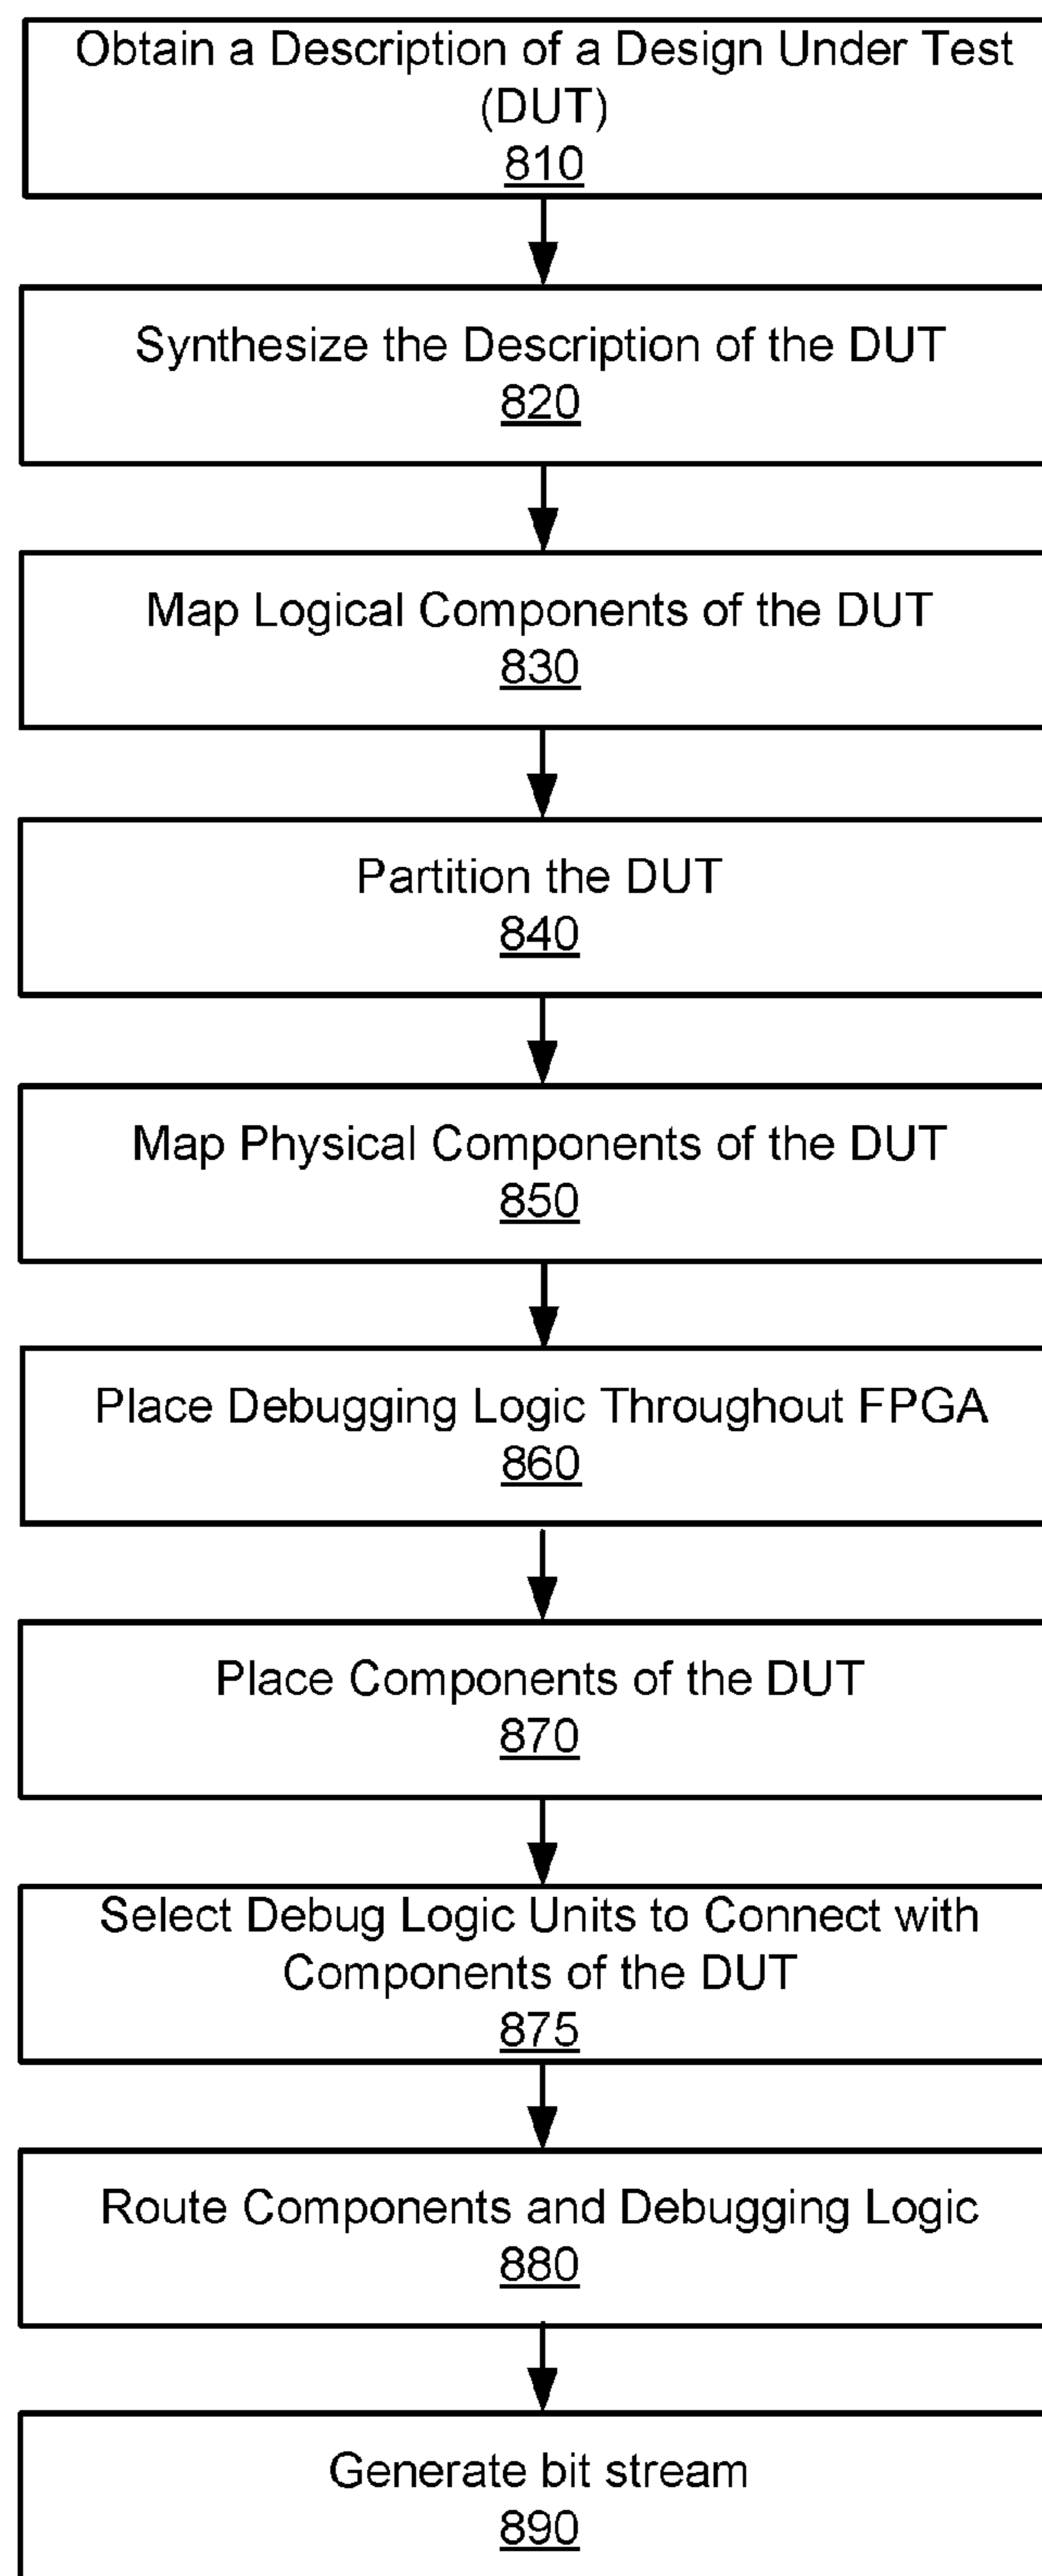 Obtain a Description of a Design Under Test
(DUT)
810
Synthesize the Description of the DUT
820
Map Logical Components of the DUT
830
Partition the DUT
840
Map Physical Components of the DUT
850
Place Debugging Logic Throughout FPGA
860
Place Components of the DUT
870
Select Debug Logic Units to Connect with
Components of the DUT
875
Route Components and Debugging Logic
880
Generate bit stream
890